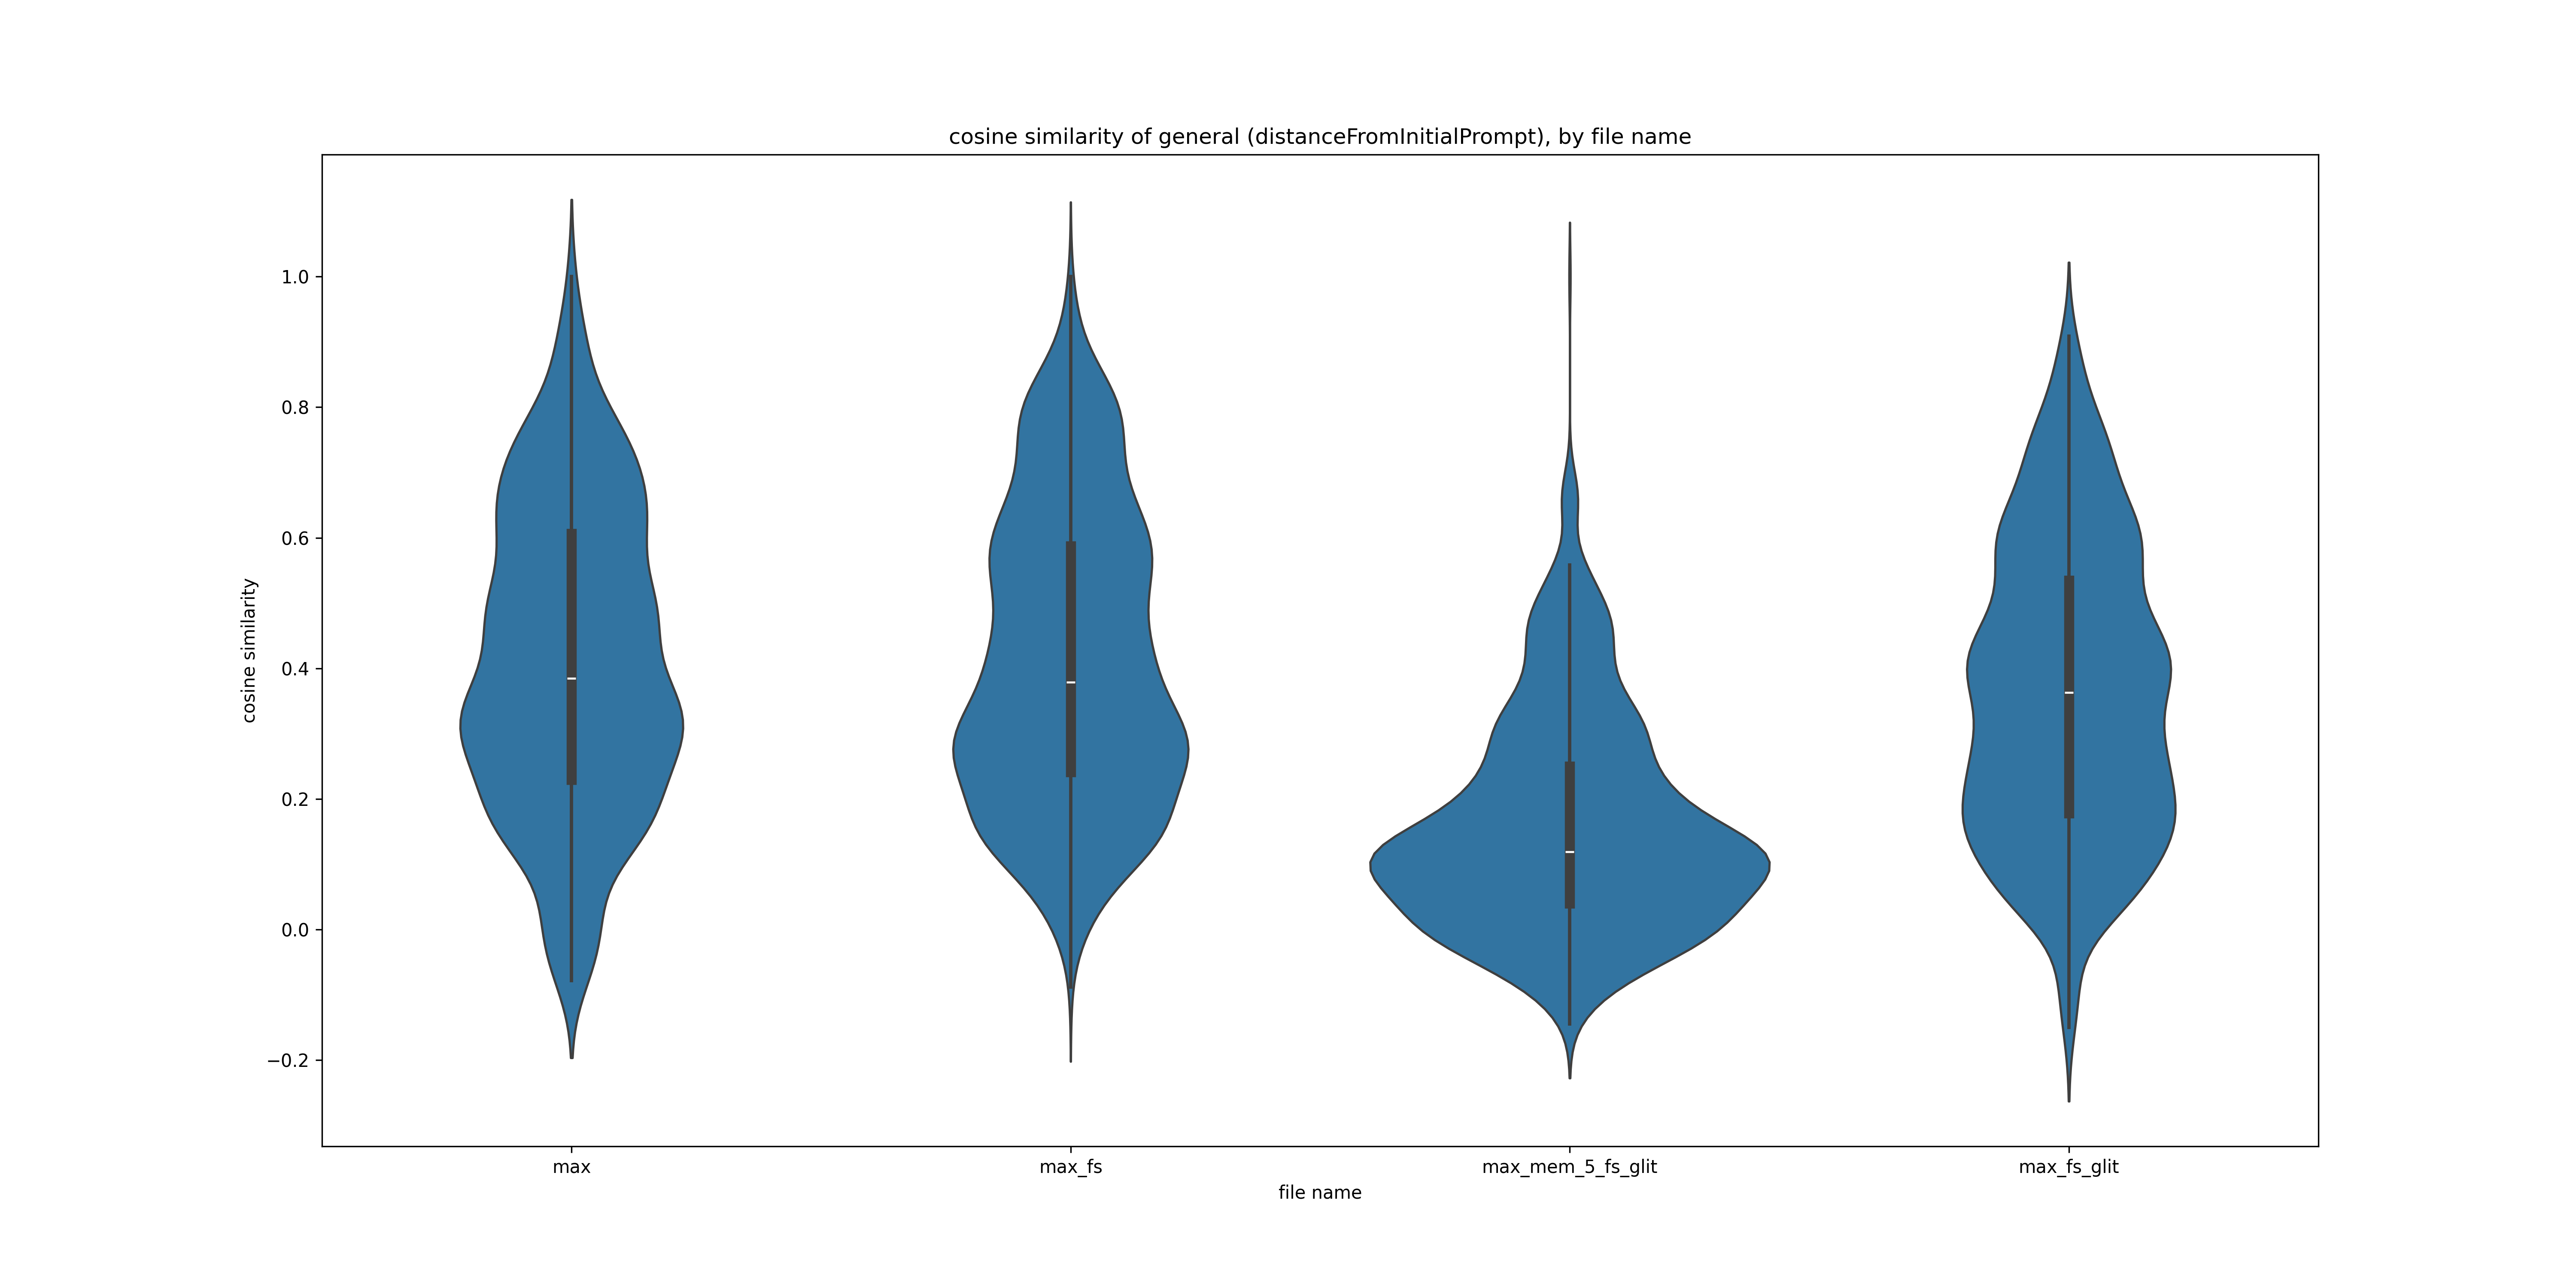 cosine similarity of general (distanceFromInitialPrompt), by file name
cosine similarity
1.0
0.8
0.6
0.4
0.2
0.0
−0.2
max max_fs max_mem_5_fs_glit max_fs_glit
file name